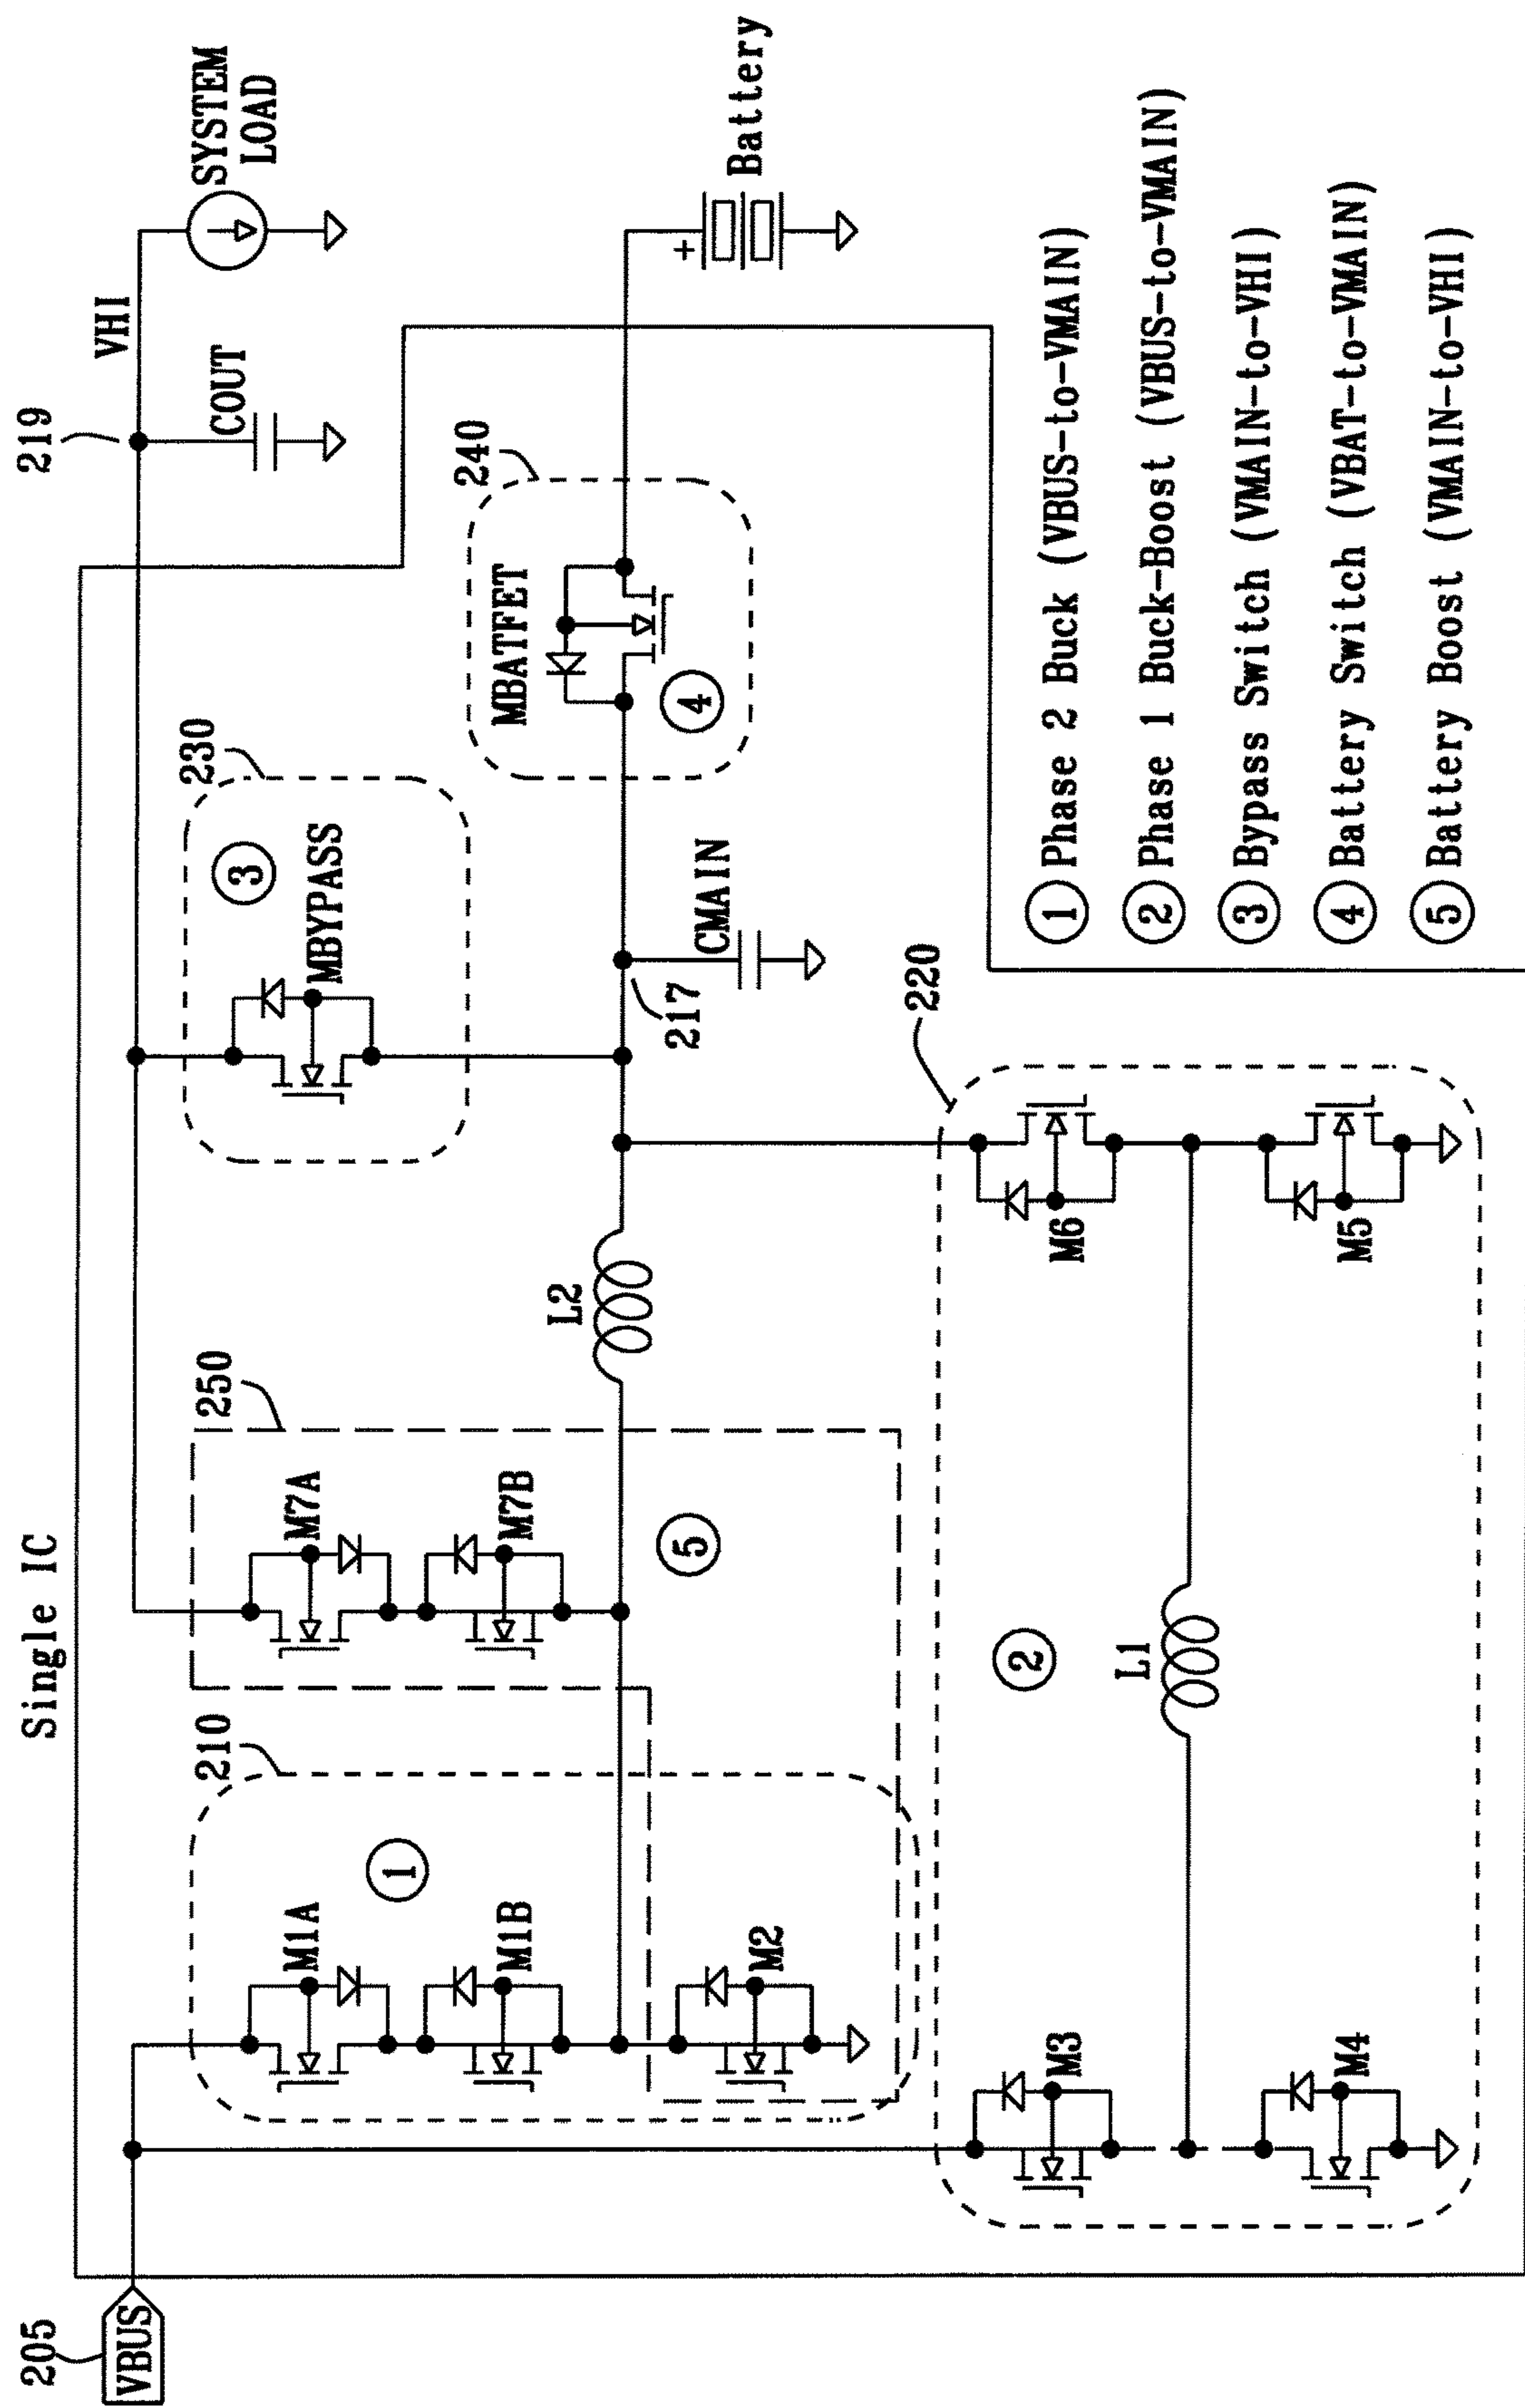 Single IC
205
VBUS
219
VHI
SYSTEM
LOAD
COUT
210
M1A
1
M1B
M2
250
M7A
M7B
5
L2
230
3
MBYPASS
217
CMAIN
240
MBATFET
4
+
Battery
220
M3
M4
2
L1
M6
M5
1 Phase 2 Buck (VBUS-to-VMAIN)
2 Phase 1 Buck-Boost (VBUS-to-VMAIN)
3 Bypass Switch (VMAIN-to-VHI)
4 Battery Switch (VBAT-to-VMAIN)
5 Battery Boost (VMAIN-to-VHI)